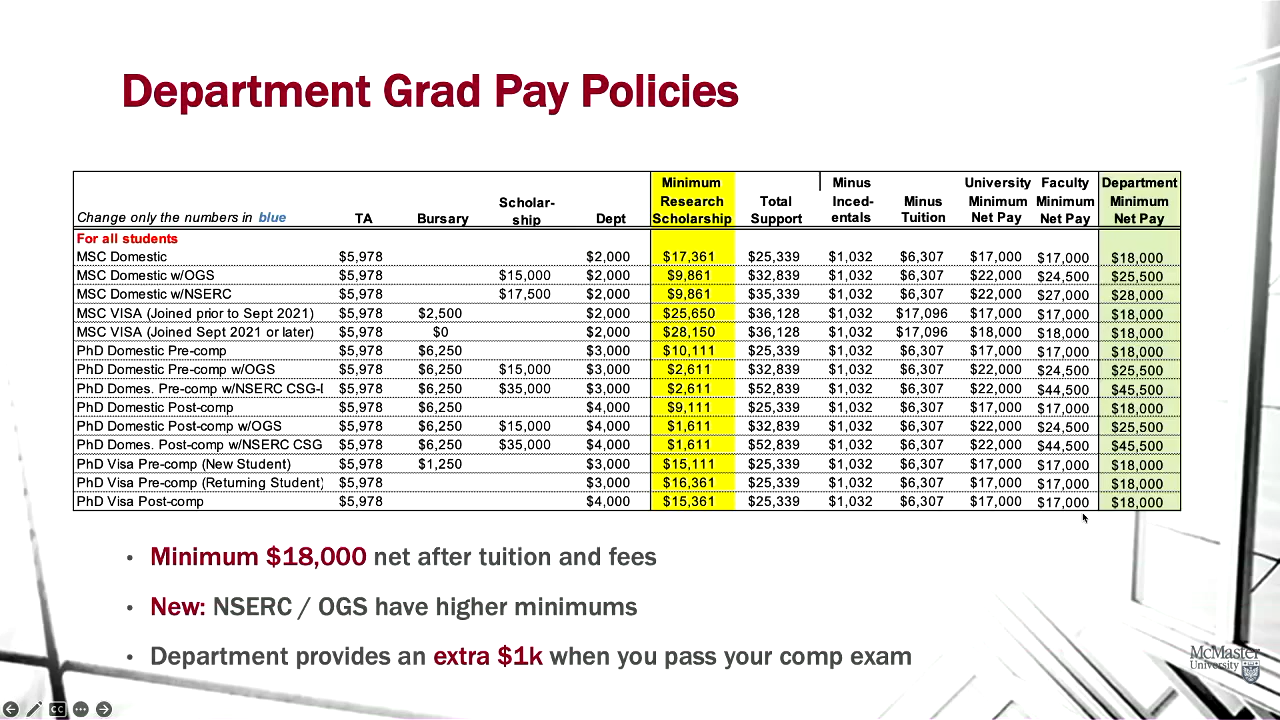 Department Grad Pay Policies
Minimum Minus University Faculty Department
Scholar- Research Total Inced- Minus Minimum Minimum Minimum
Change only the numbers in blue TA Bursary ship Dept Scholarship Support entals Tuition Net Pay Net Pay Net Pay
For all students
MSC Domestic $5,978 $2,000 $17,361 $25,339 $1,032 $6,307 $17,000 $17,000 $18,000
MSC Domestic w/OGS $5,978 $15,000 $2,000 $9,861 $32,839 $1,032 $6,307 $22,000 $24,500 $25,500
MSC Domestic w/NSERC $5,978 $17,500 $2,000 $9,861 $35,339 $1,032 $6,307 $22,000 $27,000 $28,000
MSC VISA (Joined prior to Sept 2021) $5,978 $2,500 $2,000 $25,650 $36,128 $1,032 $17,096 $17,000 $17,000 $18,000
MSC VISA (Joined Sept 2021 or later) $5,978 $0 $2,000 $28,150 $36,128 $1,032 $17,096 $18,000 $18,000 $18,000
PhD Domestic Pre-comp $5,978 $6,250 $3,000 $10,111 $25,339 $1,032 $6,307 $17,000 $17,000 $18,000
PhD Domestic Pre-comp w/OGS $5,978 $6,250 $15,000 $3,000 $2,611 $32,839 $1,032 $6,307 $22,000 $24,500 $25,500
PhD Domes. Pre-comp w/NSERC CSG-I $5,978 $6,250 $35,000 $3,000 $2,611 $52,839 $1,032 $6,307 $22,000 $44,500 $45,500
PhD Domestic Post-comp $5,978 $6,250 $4,000 $9,111 $25,339 $1,032 $6,307 $17,000 $17,000 $18,000
PhD Domestic Post-comp w/OGS $5,978 $6,250 $15,000 $4,000 $1,611 $32,839 $1,032 $6,307 $22,000 $24,500 $25,500
PhD Domes. Post-comp w/NSERC CSG $5,978 $6,250 $35,000 $4,000 $1,611 $52,839 $1,032 $6,307 $22,000 $44,500 $45,500
PhD Visa Pre-comp (New Student) $5,978 $1,250 $3,000 $15,111 $25,339 $1,032 $6,307 $17,000 $17,000 $18,000
PhD Visa Pre-comp (Returning Student) $5,978 $3,000 $16,361 $25,339 $1,032 $6,307 $17,000 $17,000 $18,000
PhD Visa Post-comp $5,978 $4,000 $15,361 $25,339 $1,032 $6,307 $17,000 $17,000 $18,000
• Minimum $18,000 net after tuition and fees
• New: NSERC / OGS have higher minimums
• Department provides an extra $1k when you pass your comp exam
McMaster
University
CC